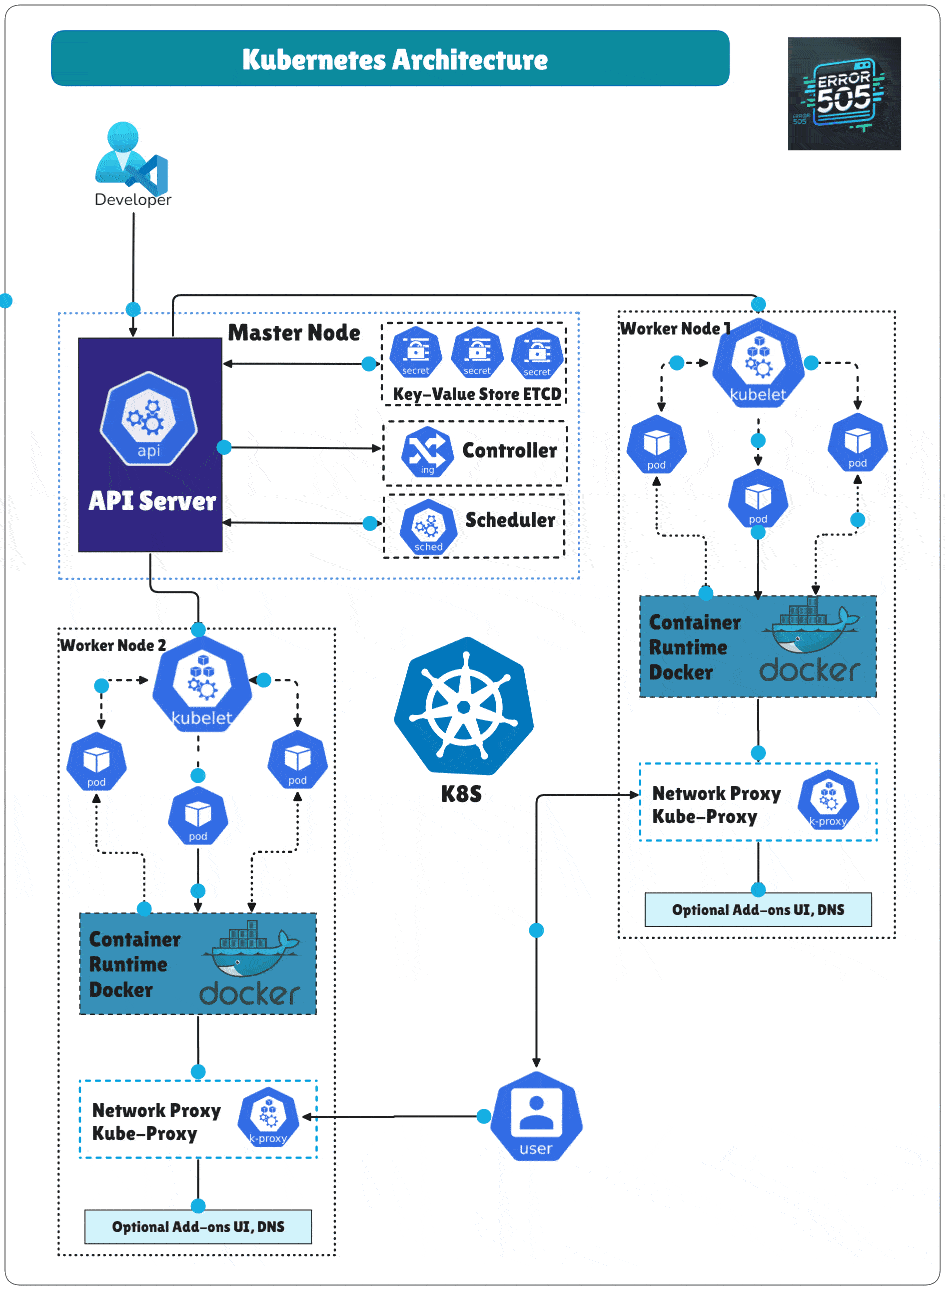 Kubernetes Architecture
ERROR
505
Developer
Master Node
api
API Server
secret
secret
secret
Key-Value Store ETCD
ing
Controller
sched
Scheduler
Worker Node 1
kubelet
pod
pod
pod
Container
Runtime
Docker
docker
Network Proxy
Kube-Proxy
k-proxy
Optional Add-ons UI, DNS
Worker Node 2
kubelet
pod
pod
pod
Container
Runtime
Docker
docker
Network Proxy
Kube-Proxy
k-proxy
Optional Add-ons UI, DNS
K8S
user